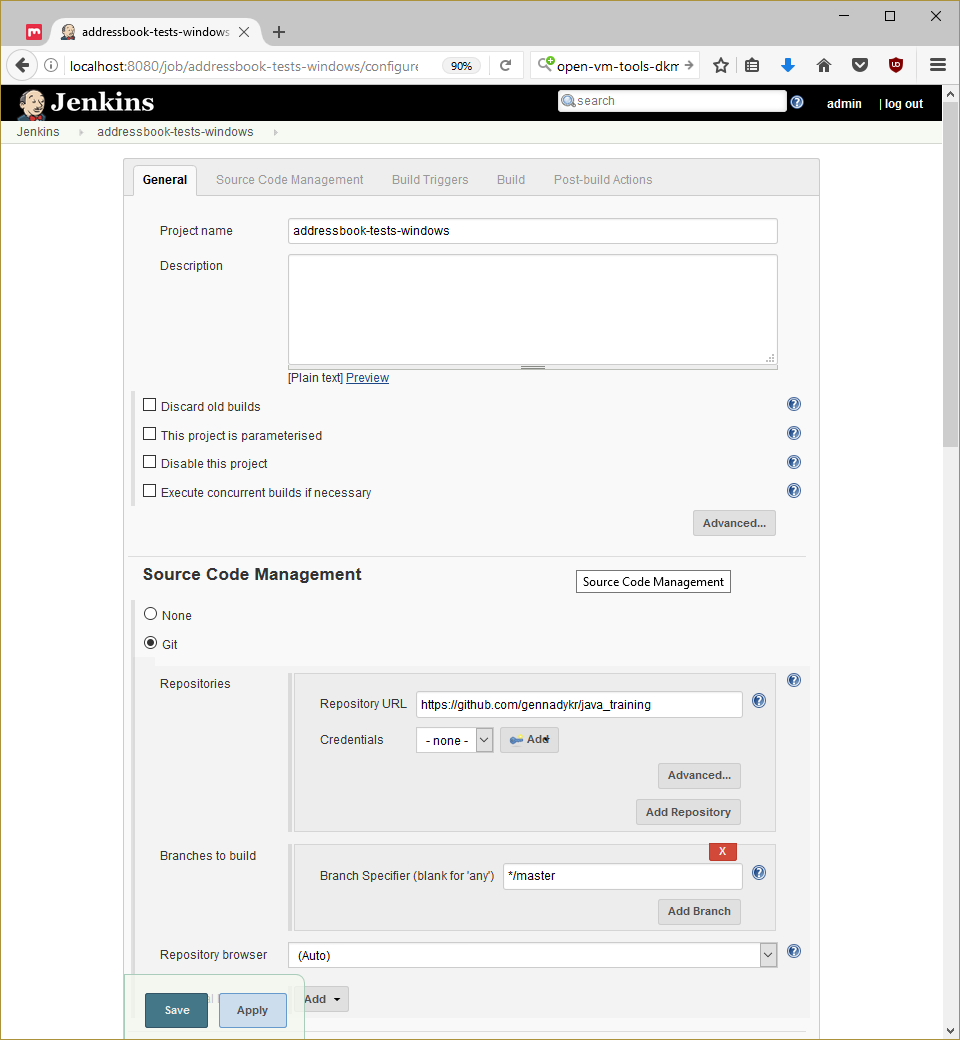 addressbook-tests-windows
localhost:8080/job/addressbook-tests-windows/configure
90%
open-vm-tools-dkm
Jenkins
search
admin
| log out
Jenkins
addressbook-tests-windows
General
Source Code Management
Build Triggers
Build
Post-build Actions
Project name
addressbook-tests-windows
Description
[Plain text] Preview
Discard old builds
This project is parameterised
Disable this project
Execute concurrent builds if necessary
Advanced...
Source Code Management
Source Code Management
None
Git
Repositories
Repository URL
https://github.com/gennadykr/java_training
Credentials
- none -
Add
Advanced...
Add Repository
Branches to build
X
Branch Specifier (blank for 'any')
*/master
Add Branch
Repository browser
(Auto)
Add
Save
Apply